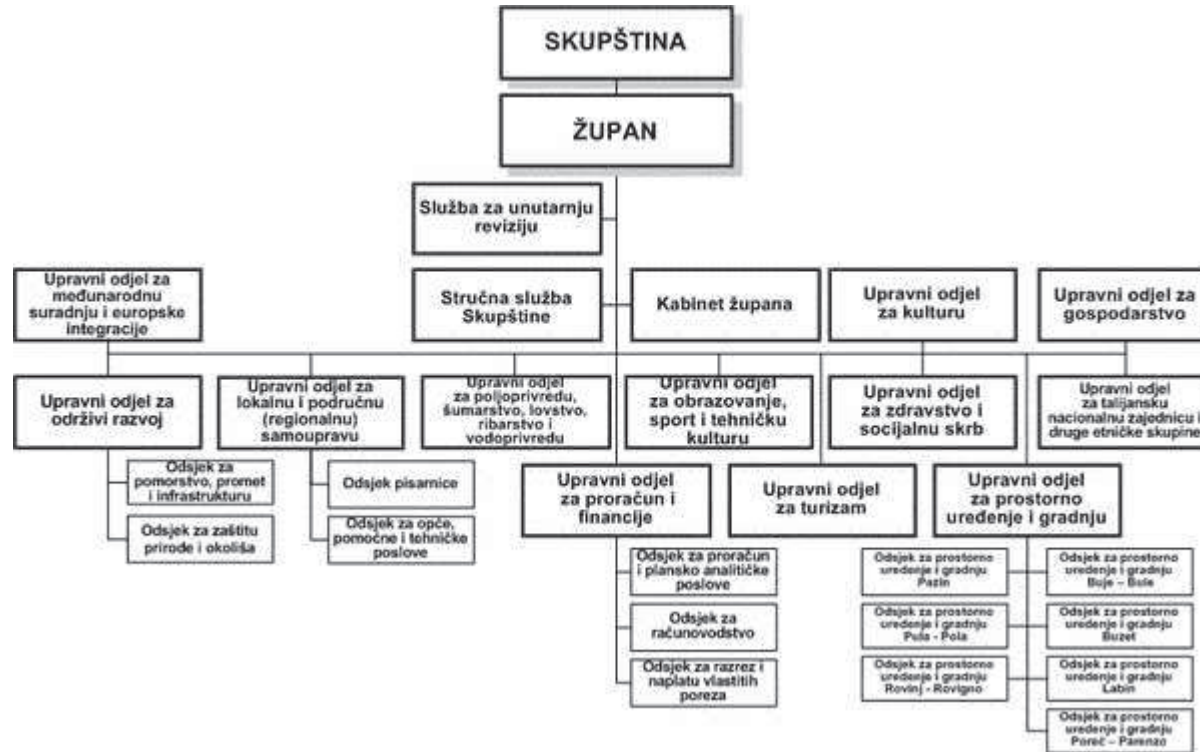 SKUPŠTINA
ŽUPAN
Služba za unutarnju
reviziju
Upravni odjel za
međunarodnu
suradnju i europske
integracije
Stručna služba
Skupštine
Kabinet župana
Upravni odjel
za kulturu
Upravni odjel za
gospodarstvo
Upravni odjel za
održivi razvoj
Upravni odjel za
lokalnu i područnu
(regionalnu)
samoupravu
Upravni odjel
za poljoprivredu,
šumarstvo, lovstvo,
ribarstvo i
vodoprivredu
Upravni odjel
za obrazovanje,
sport i tehničku
kulturu
Upravni odjel
za zdravstvo i
socijalnu skrb
Upravni odjel
za talijansku
nacionalnu zajednicu i
druge etničke skupine
Odsjek za
pomorstvo, promet
i infrastrukturu
Odsjek za zaštitu
prirode i okoliša
Odsjek pisarnice
Odsjek za opće,
pomoćne i tehničke
poslove
Upravni odjel
za proračun i
financije
Upravni odjel
za turizam
Upravni odjel
za prostorno
uređenje i gradnju
Odsjek za proračun
i plansko analitičke
poslove
Odsjek za
računovodstvo
Odsjek za razrez i
naplatu vlastitih
poreza
Odsjek za prostorno
uređenje i gradnju
Pazin
Odsjek za prostorno
uređenje i gradnju
Buje – Buie
Odsjek za prostorno
uređenje i gradnju
Pula - Pola
Odsjek za prostorno
uređenje i gradnju
Buzet
Odsjek za prostorno
uređenje i gradnju
Rovinj - Rovigno
Odsjek za prostorno
uređenje i gradnju
Labin
Odsjek za prostorno
uređenje i gradnju
Poreč – Parenzo